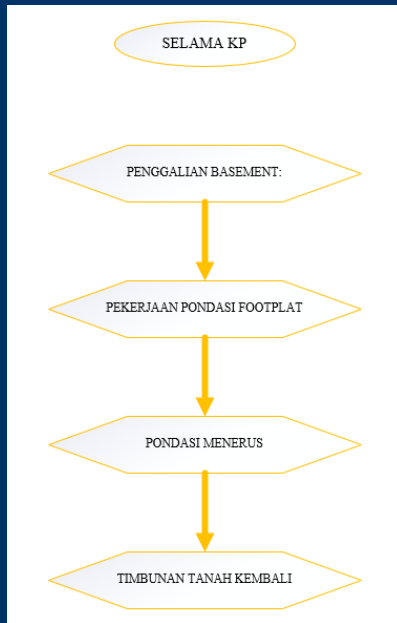 SELAMA KP
PENGGALIAN BASEMENT:
PEKERJAAN PONDASI FOOTPLAT
PONDASI MENERUS
TIMBUNAN TANAH KEMBALI